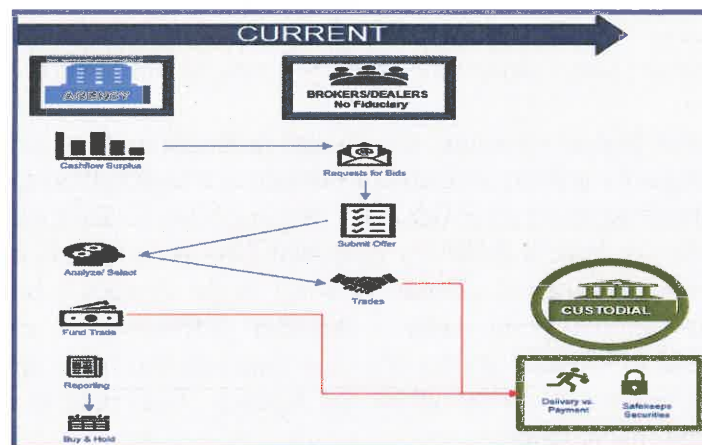 CURRENT
AGENCY
BROKERS/DEALERS
No Fiduciary
Cashflow Surplus
Requests for Bids
Submit Offer
Analyze/ Select
Trades
CUSTODIAL
Fund Trade
Delivery vs.
Payment
Safekeeps
Securities
Reporting
Buy & Hold